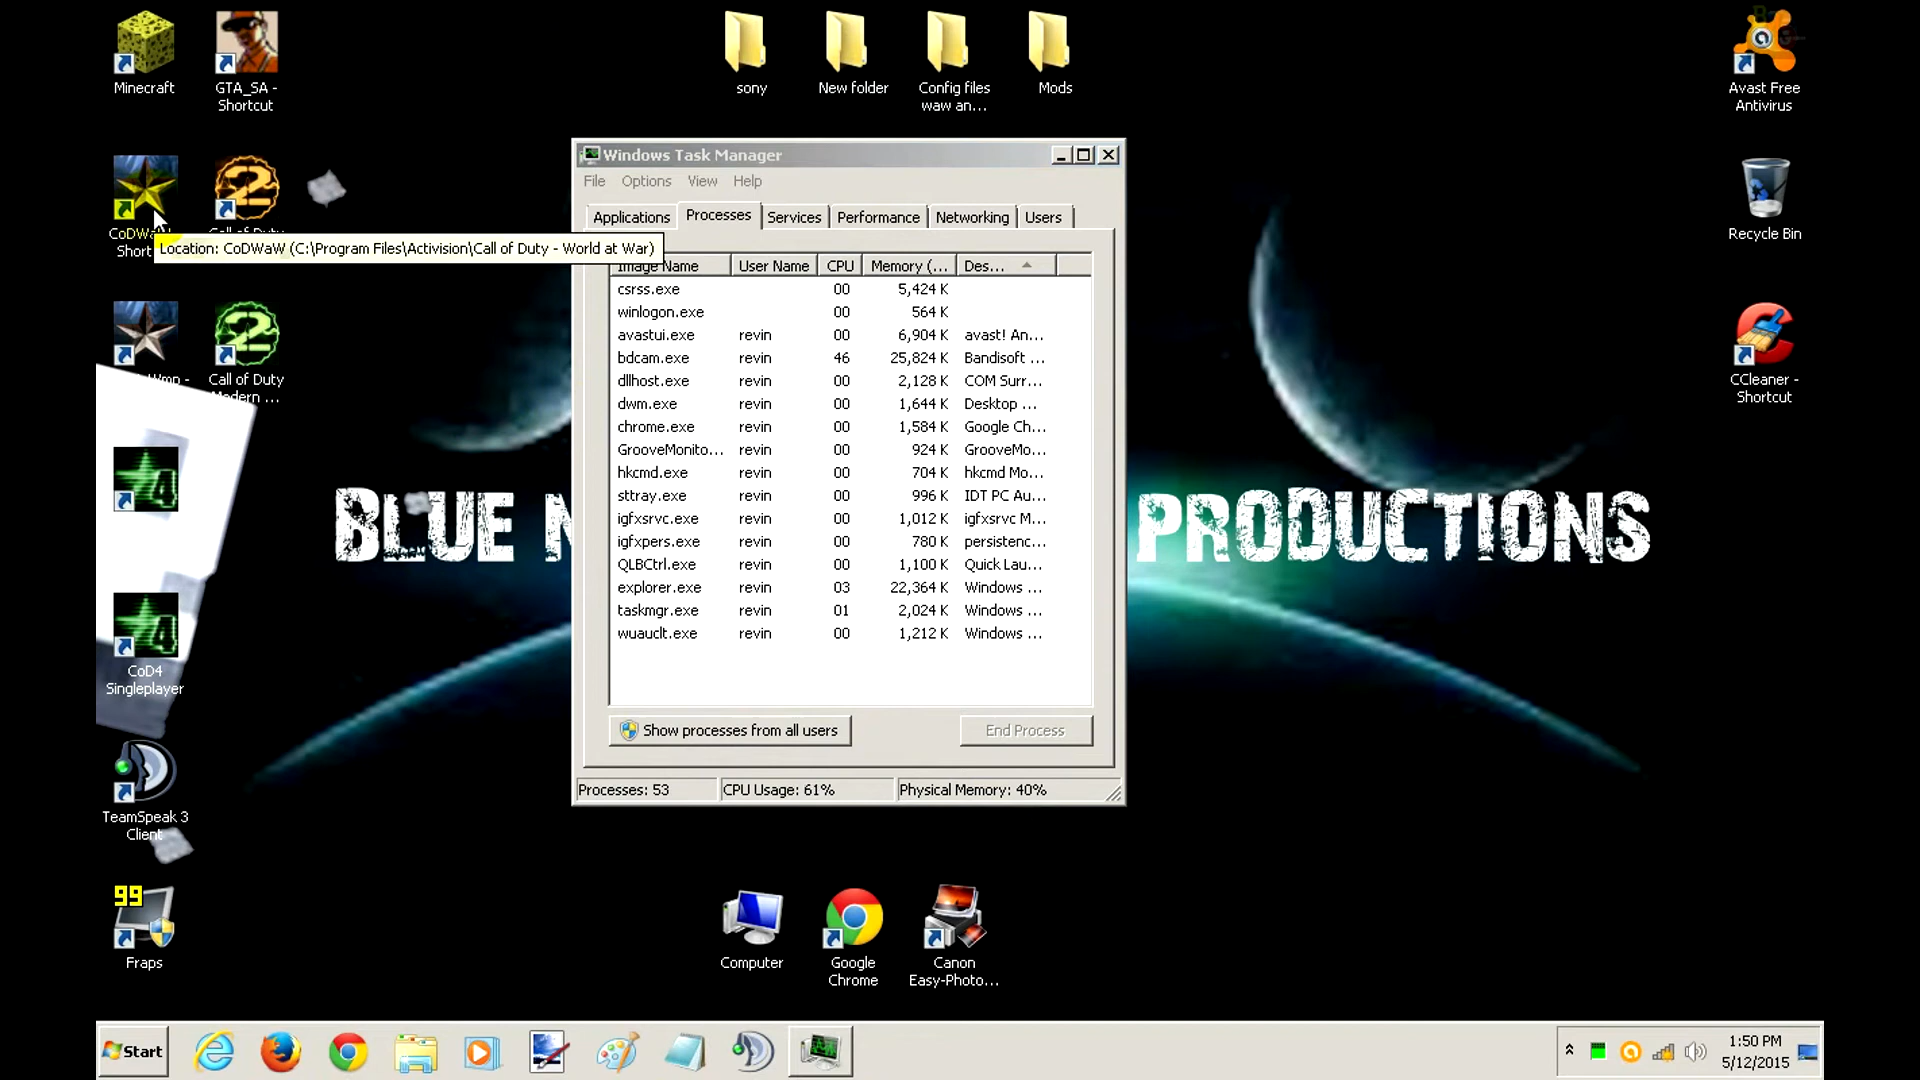 Minecraft
GTA_SA -
Shortcut
sony
New folder
Config files
waw an...
Mods
Avast Free
Antivirus
Windows Task Manager
File Options View Help
Applications Processes Services Performance Networking Users
Location: CoDWaW (C:\Program Files\Activision\Call of Duty - World at War)
Image Name User Name CPU Memory (... Des...
csrss.exe 00 5,424 K
winlogon.exe 00 564 K
avastui.exe revin 00 6,904 K avast! An...
bdcam.exe revin 46 25,824 K Bandisoft ...
dllhost.exe revin 00 2,128 K COM Surr...
dwm.exe revin 00 1,644 K Desktop ...
chrome.exe revin 00 1,584 K Google Ch...
GrooveMonito... revin 00 924 K GrooveMo...
hkcmd.exe revin 00 704 K hkcmd Mo...
sttray.exe revin 00 996 K IDT PC Au...
igfxsrvc.exe revin 00 1,012 K igfxsrvc M...
igfxpers.exe revin 00 780 K persistenc...
QLBCtrl.exe revin 00 1,100 K Quick Lau...
explorer.exe revin 03 22,364 K Windows ...
taskmgr.exe revin 01 2,024 K Windows ...
wuauclt.exe revin 00 1,212 K Windows ...
Show processes from all users End Process
Processes: 53 CPU Usage: 61% Physical Memory: 40%
Recycle Bin
CCleaner -
Shortcut
Call of Duty
BLUE N
PRODUCTIONS
CoD4
Singleplayer
TeamSpeak 3
Client
99
Fraps
Computer
Google
Chrome
Canon
Easy-Photo...
Start
1:50 PM
5/12/2015